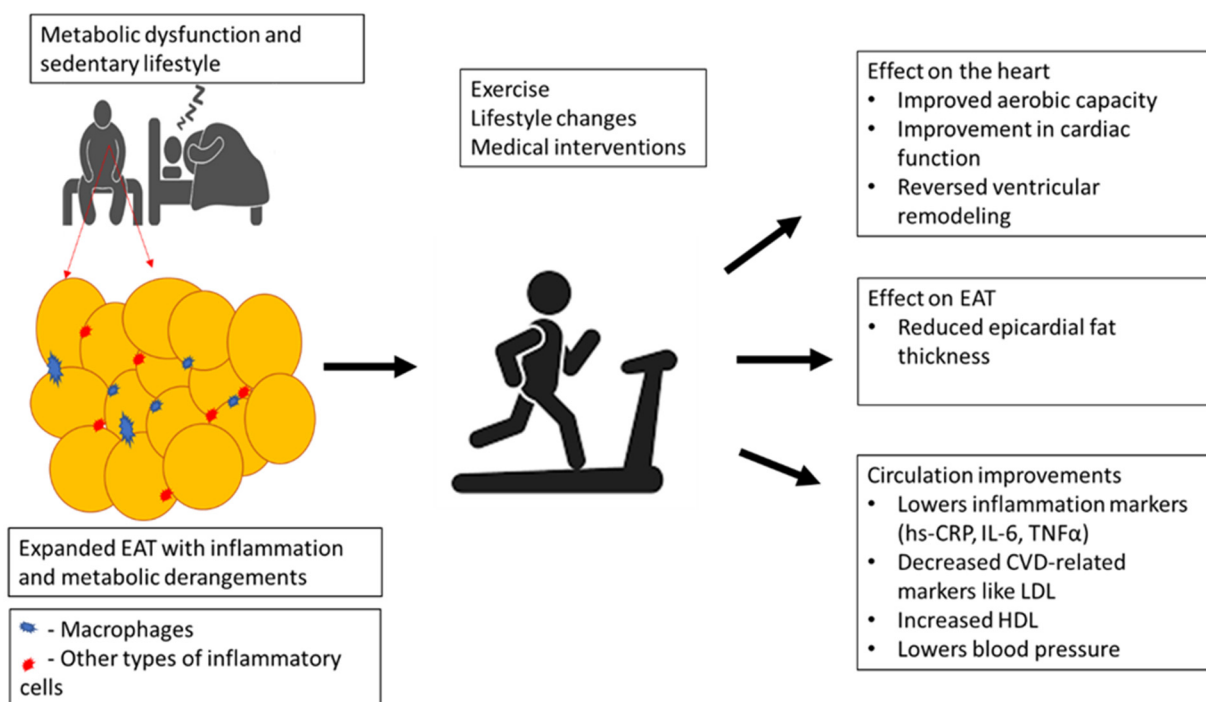 Metabolic dysfunction and
sedentary lifestyle
z
z
z
Z
Expanded EAT with inflammation
and metabolic derangements
- Macrophages
- Other types of inflammatory
cells
Exercise
Lifestyle changes
Medical interventions
Effect on the heart
• Improved aerobic capacity
• Improvement in cardiac
function
• Reversed ventricular
remodeling
Effect on EAT
• Reduced epicardial fat
thickness
Circulation improvements
• Lowers inflammation markers
(hs-CRP, IL-6, TNFα)
• Decreased CVD-related
markers like LDL
• Increased HDL
• Lowers blood pressure